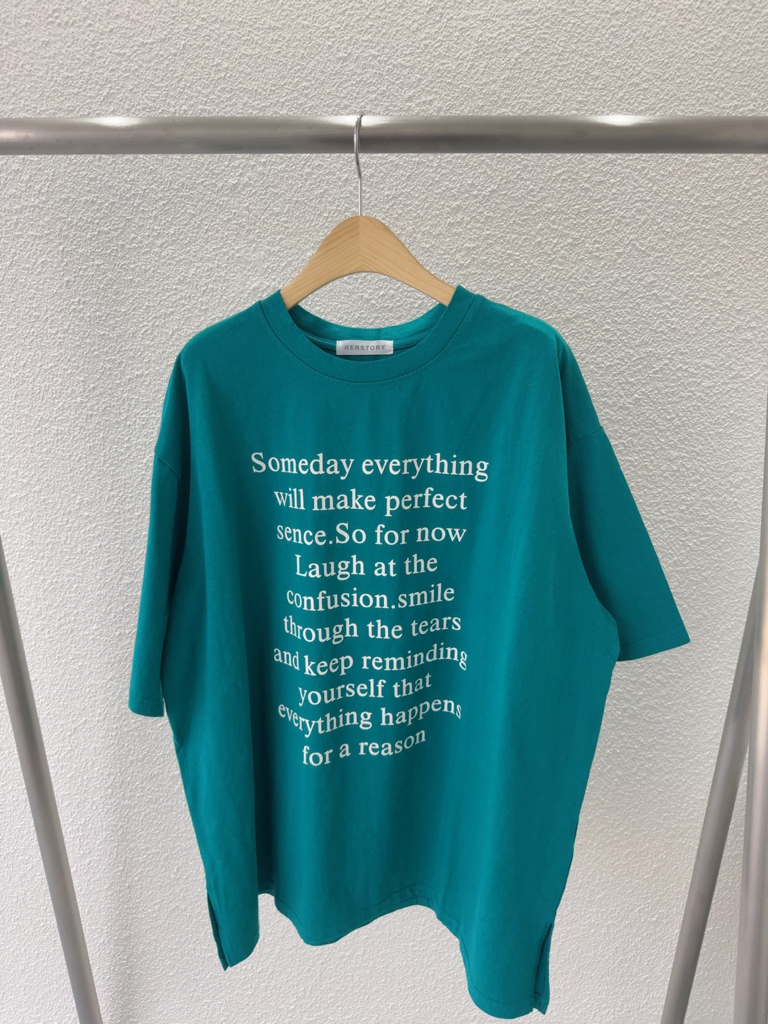 HERSTORY
Someday everything
will make perfect
sence.So for now
Laugh at the
confusion.smile
through the tears
and keep reminding
yourself that
everything happens
for a reason